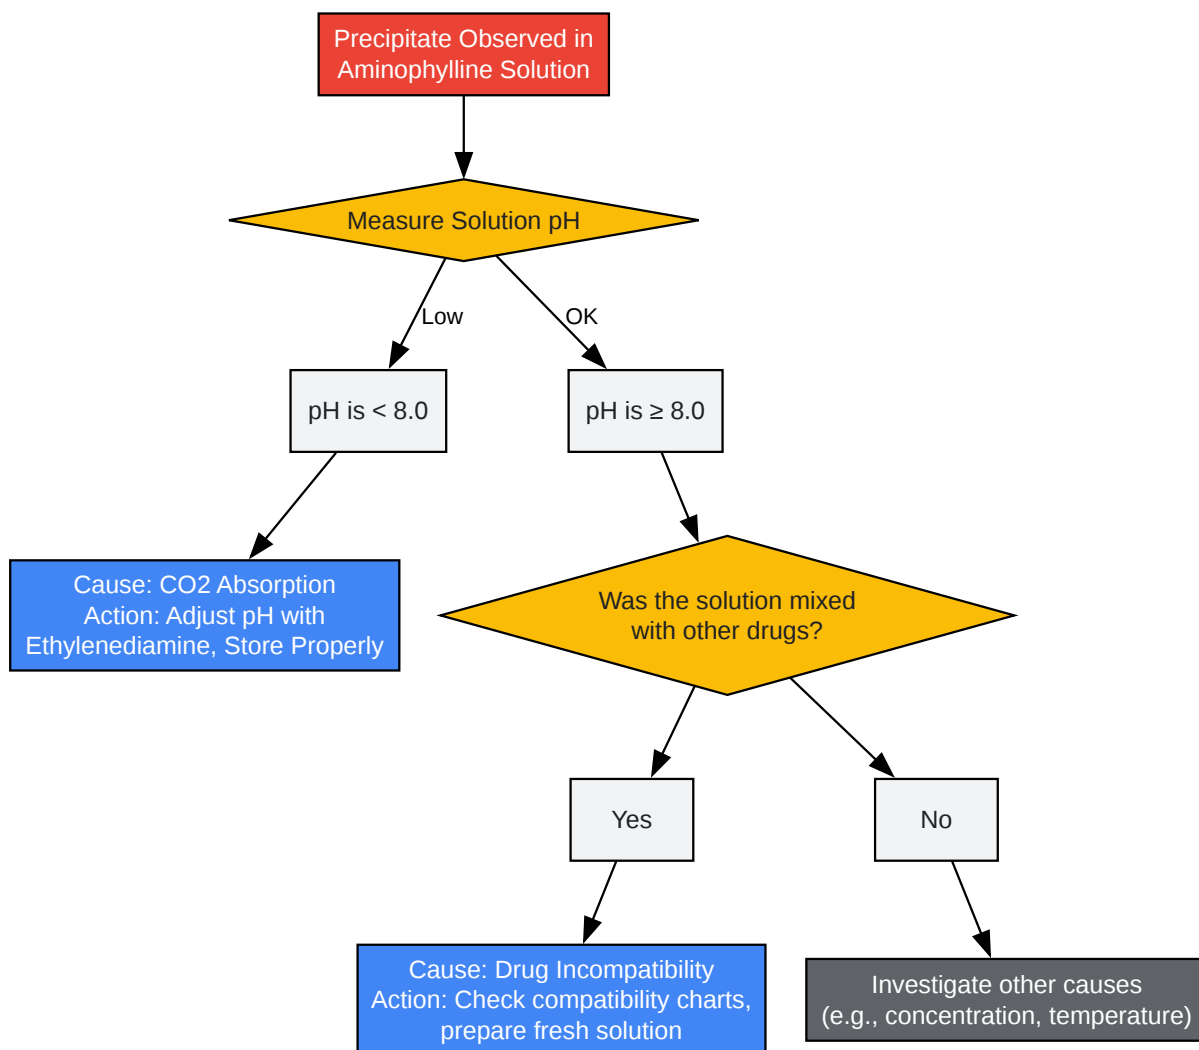 Precipitate Observed in
Aminophylline Solution
Measure Solution pH
Low
OK
pH is < 8.0
pH is ≥ 8.0
Cause: CO2 Absorption
Action: Adjust pH with
Ethylenediamine, Store Properly
Was the solution mixed
with other drugs?
Yes
No
Cause: Drug Incompatibility
Action: Check compatibility charts,
prepare fresh solution
Investigate other causes
(e.g., concentration, temperature)